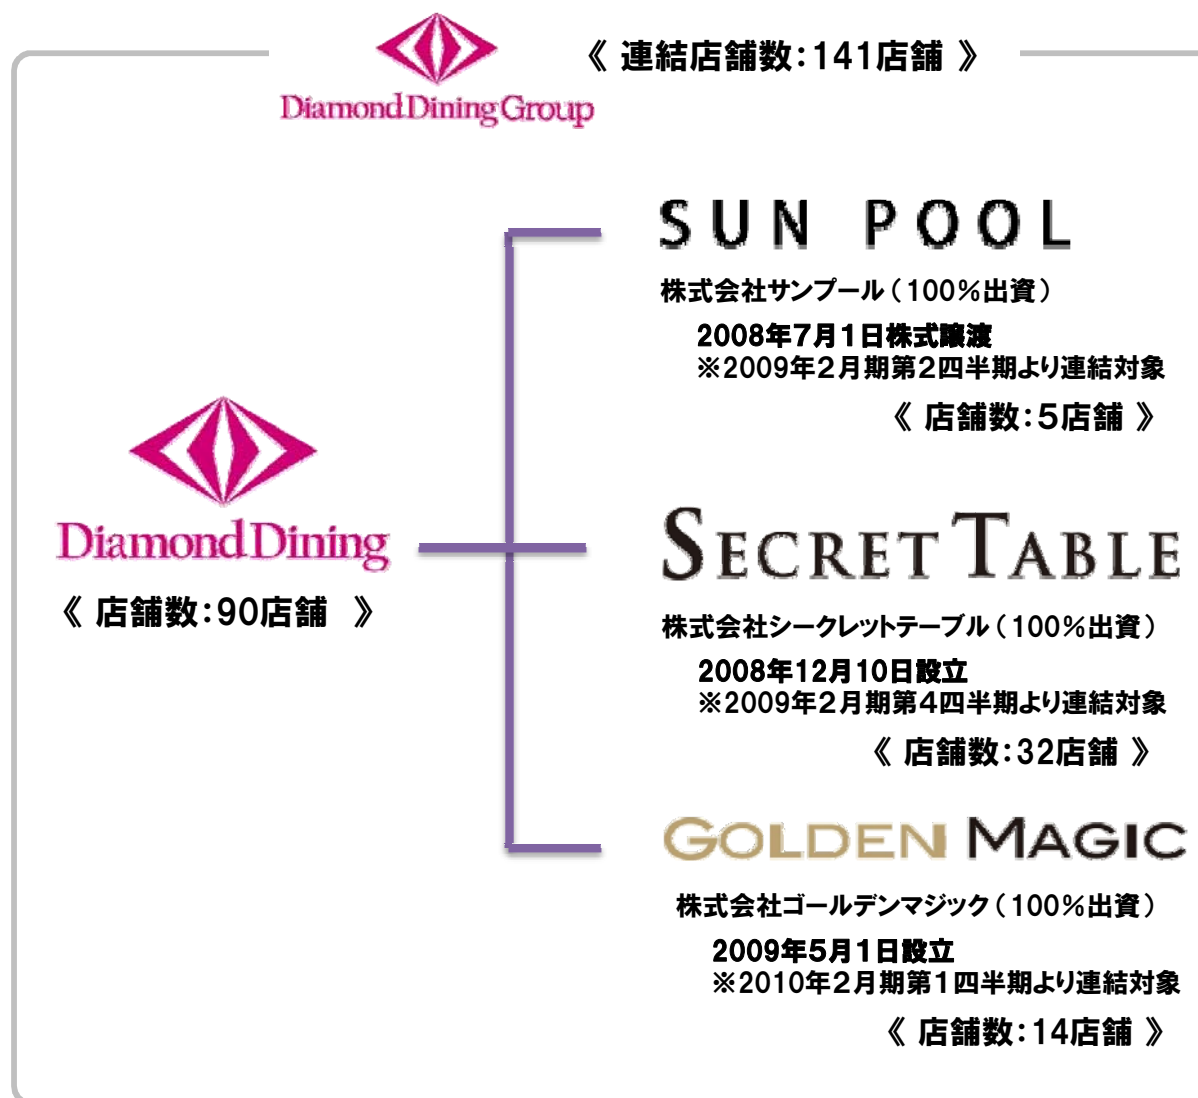 DiamondDiningGroup
《 連結店舗数：141店舗 》
SUN POOL
株式会社サンプール（100％出資）
2008年7月1日株式譲渡
※2009年2月期第2四半期より連結対象
《 店舗数：5店舗 》
DiamondDining
《 店舗数：90店舗 》
SECRET TABLE
株式会社シークレットテーブル（100％出資）
2008年12月10日設立
※2009年2月期第4四半期より連結対象
《 店舗数：32店舗 》
GOLDEN MAGIC
株式会社ゴールデンマジック（100％出資）
2009年5月1日設立
※2010年2月期第1四半期より連結対象
《 店舗数：14店舗 》